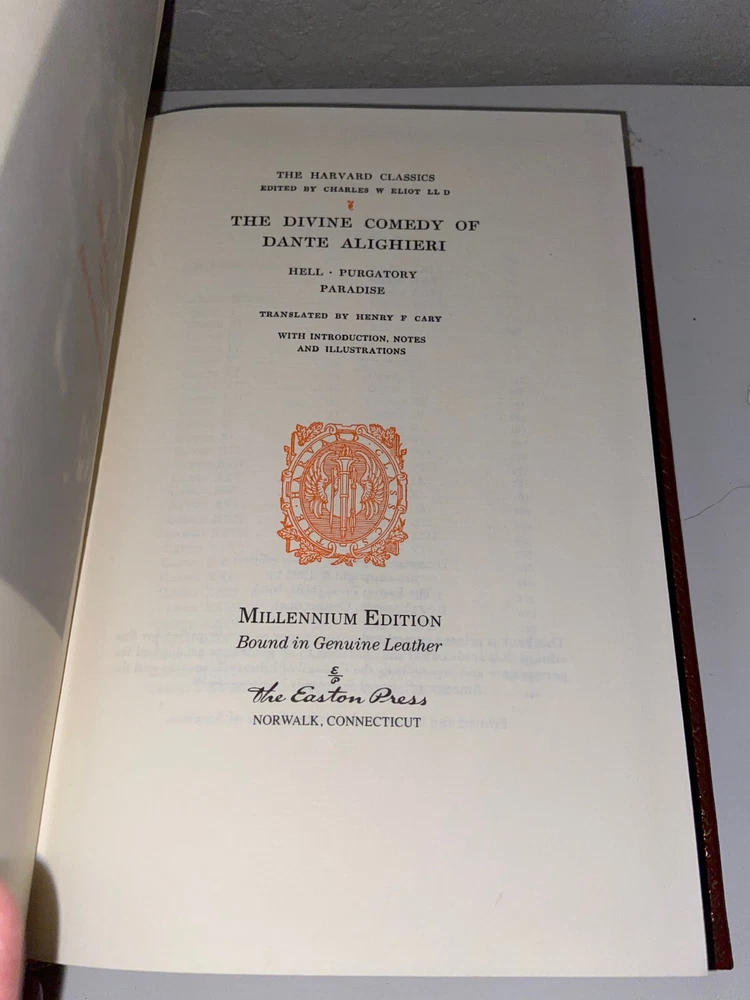 THE HARVARD CLASSICS
EDITED BY CHARLES W ELIOT LL D
THE DIVINE COMEDY OF
DANTE ALIGHIERI
HELL · PURGATORY
PARADISE
TRANSLATED BY HENRY F CARY
WITH INTRODUCTION, NOTES
AND ILLUSTRATIONS
MILLENNIUM EDITION
Bound in Genuine Leather
The Easton Press
NORWALK, CONNECTICUT